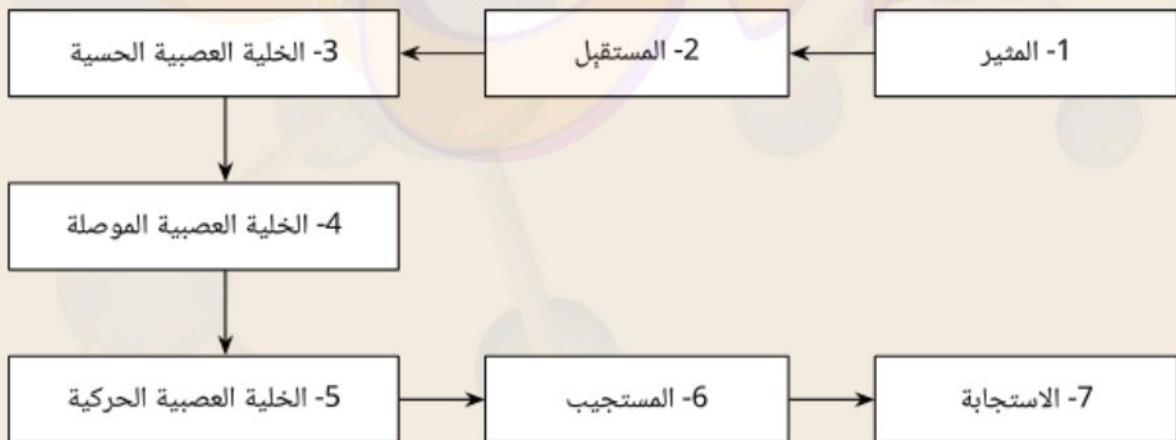 1- المثير
2- المستقبِل
3- الخلية العصبية الحسية
4- الخلية العصبية الموصلة
5- الخلية العصبية الحركية
6- المستجيب
7- الاستجابة